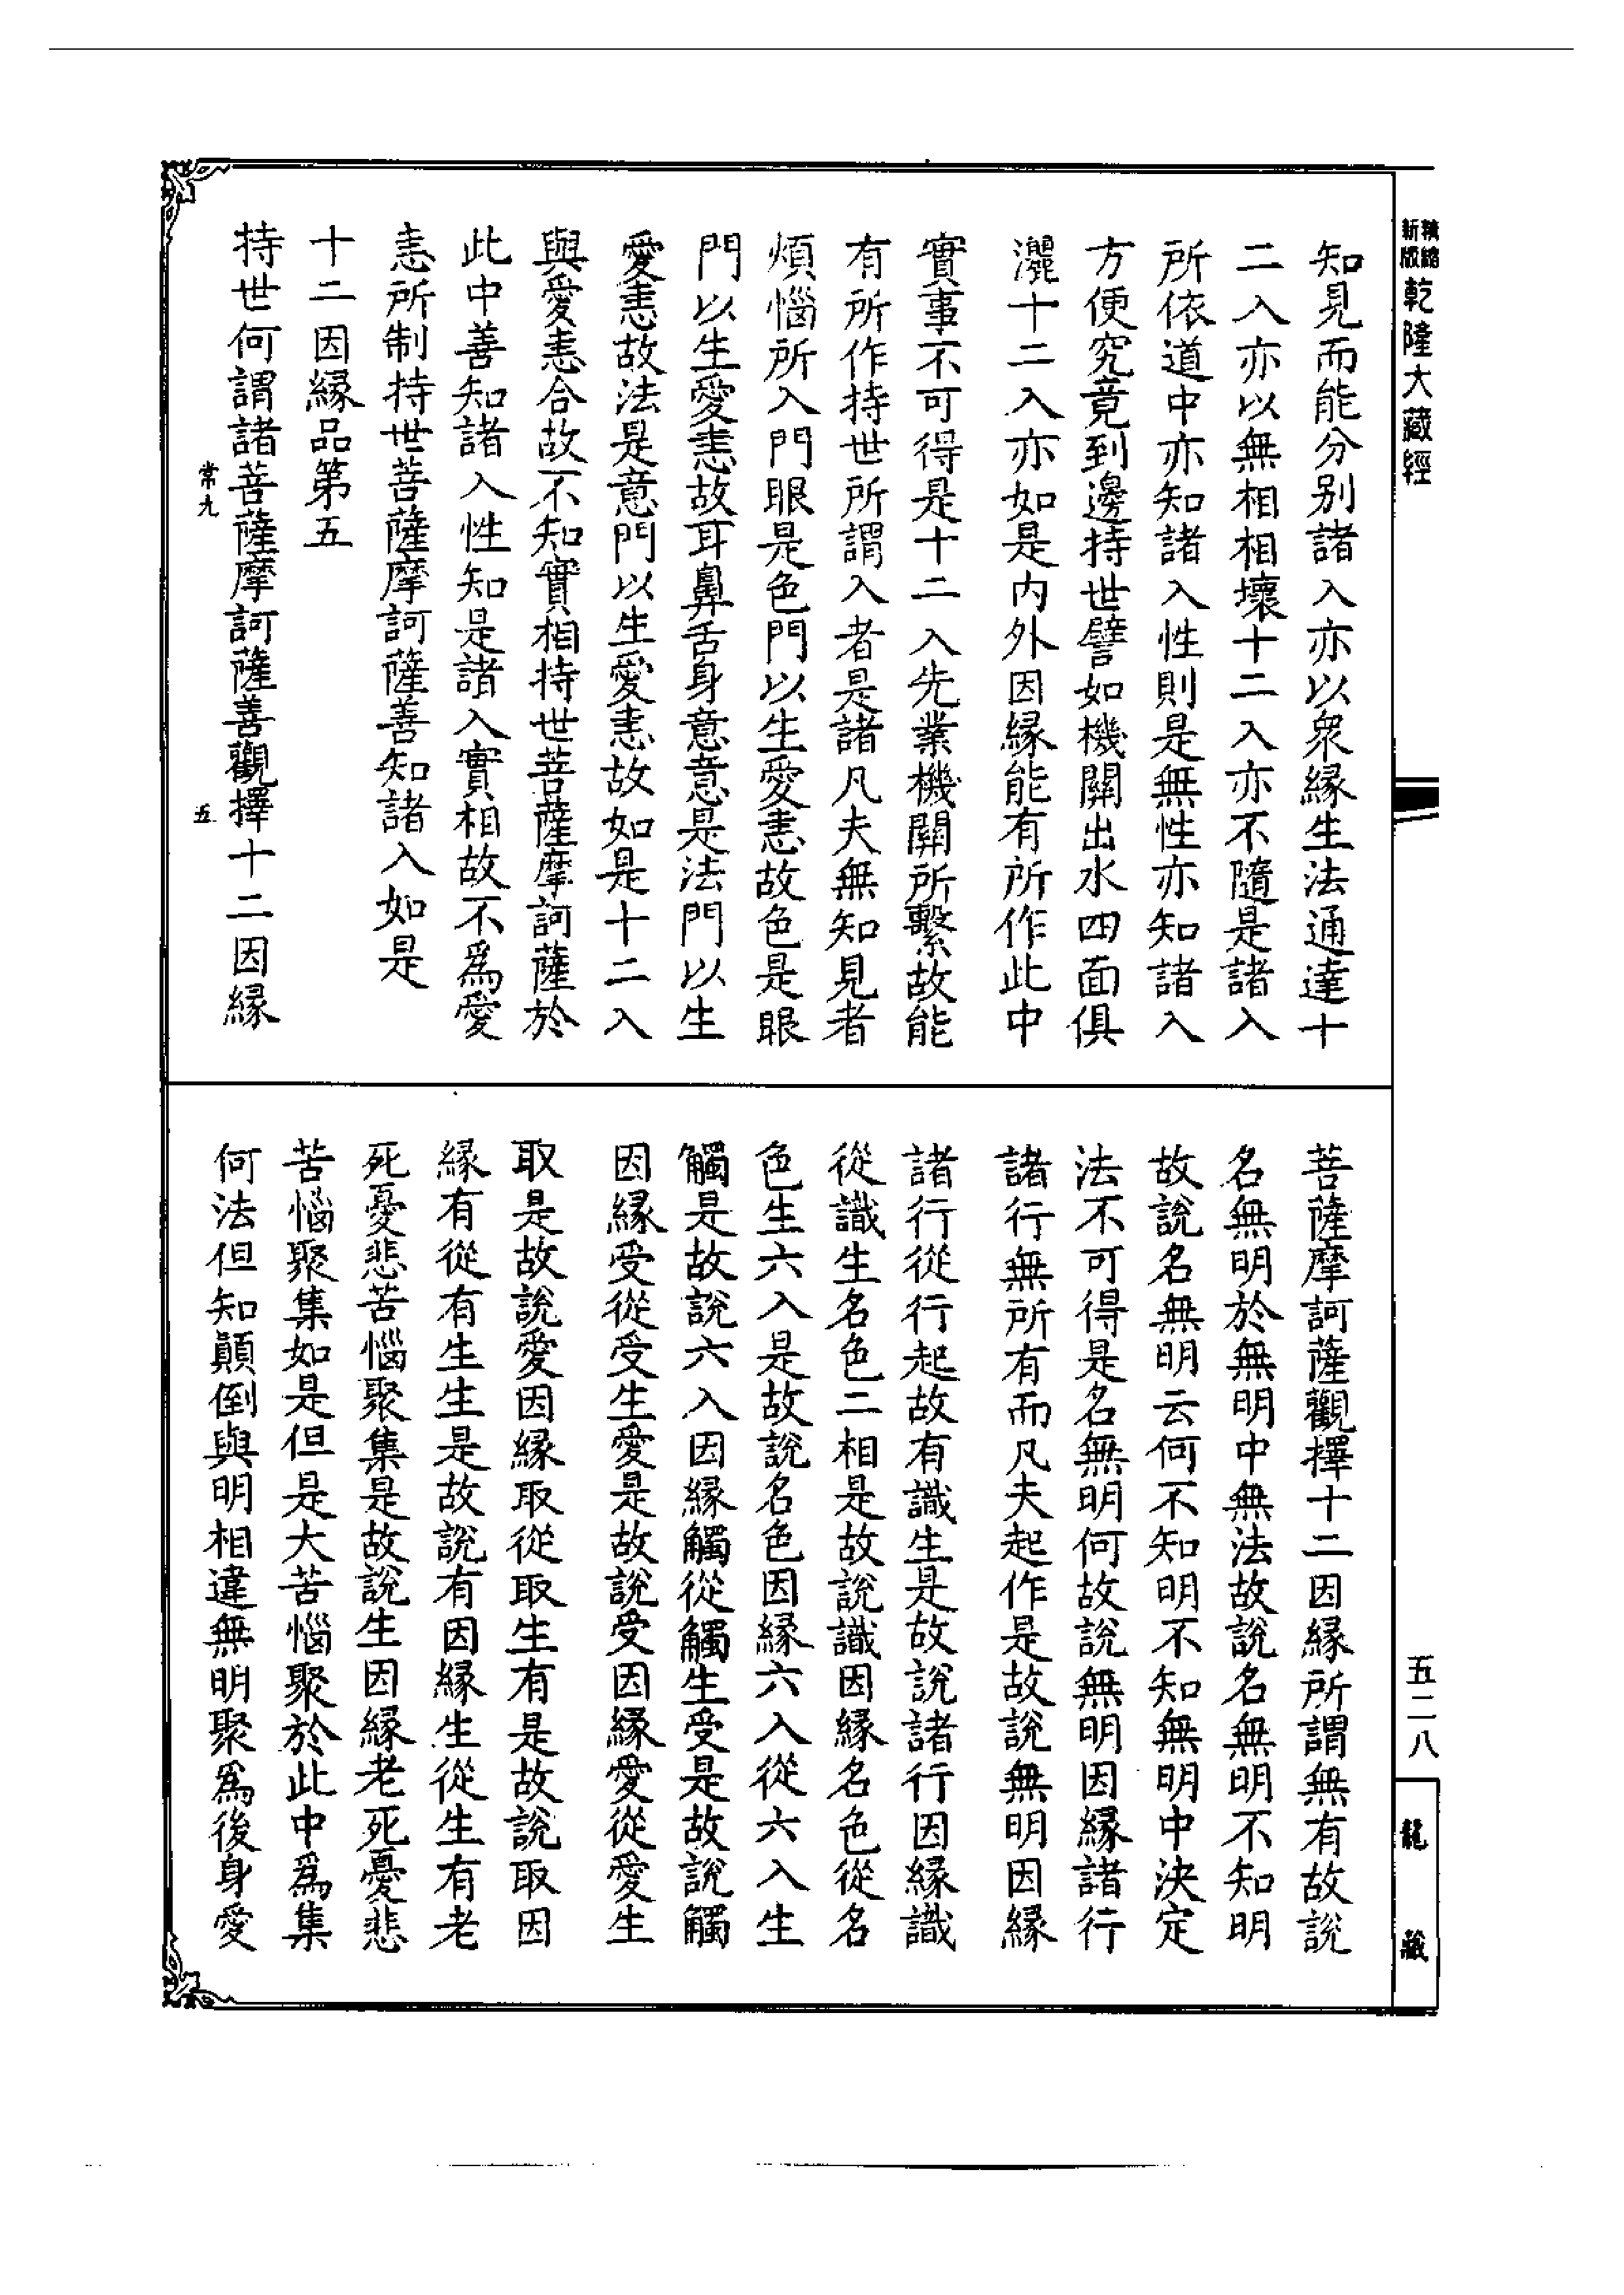 精縮新版乾隆大藏經
知見而能分别諸入亦以衆緣生法通達十
二入亦以無相相壞十二入亦不隨是諸入
所依道中亦知諸入性則是無性亦知諸入
方便究竟到邊持世譬如機關出水四面俱
灑十二入亦如是内外因緣能有所作此中
實事不可得是十二入先業機關所繫故能
有所作持世所謂入者是諸凡夫無知見者
煩惱所入門眼是色門以生愛恚故色是眼
門以生愛恚故耳鼻舌身意意是法門以生
愛恚故法是意門以生愛恚故如是十二入
與愛恚合故不知實相持世菩薩摩訶薩於
此中善知諸入性知是諸入實相故不爲愛
恚所制持世菩薩摩訶薩善知諸入如是
十二因緣品第五
持世何謂諸菩薩摩訶薩善觀擇十二因緣
常九
五
菩薩摩訶薩觀擇十二因緣所謂無有故說
名無明於無明中無法故說名無明不知明
故說名無明云何不知明不知無明中決定
法不可得是名無明何故說無明因緣諸行
諸行無所有而凡夫起作是故說無明因緣
諸行從行起故有識生是故說諸行因緣識
從識生名色二相是故說識因緣名色從名
色生六入是故說名色因緣六入從六入生
觸是故說六入因緣觸從觸生受是故說觸
因緣受從受生愛是故說受因緣愛從愛生
取是故說愛因緣取從取生有是故說取因
緣有從有生生是故說有因緣生從生有老
死憂悲苦惱聚集是故說生因緣老死憂悲
苦惱聚集如是但是大苦惱聚於此中爲集
何法但知顛倒與明相違無明聚爲後身愛
五二八
龍藏